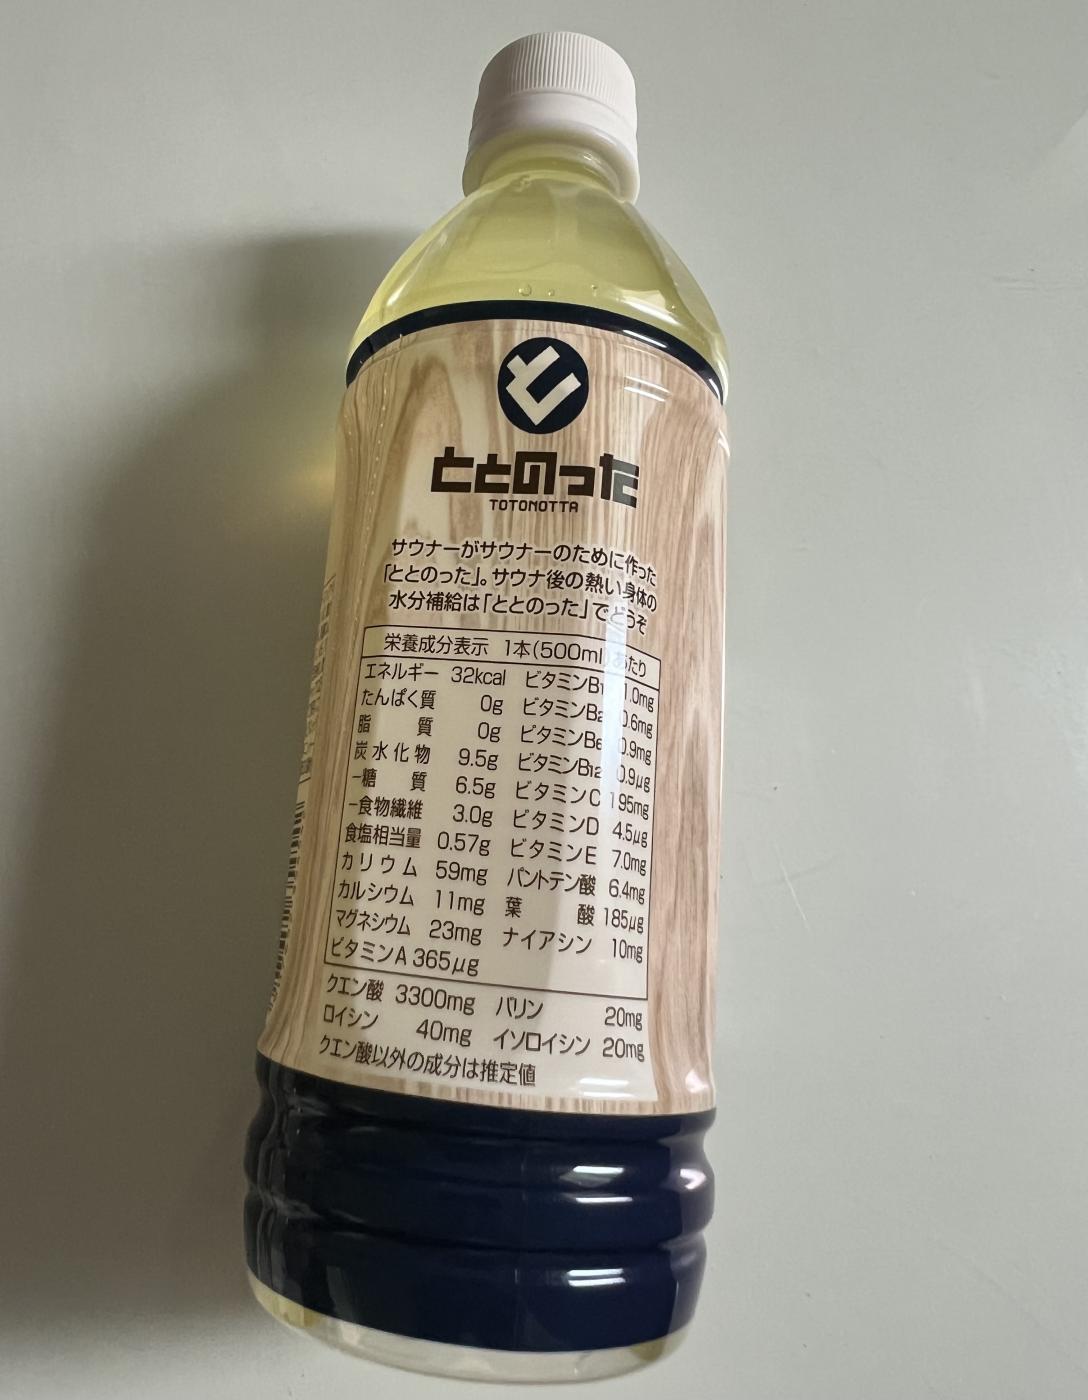 と
ととのった
TOTONOTTA
サウナーがサウナーのために作った
「ととのった」。サウナ後の熱い身体の
水分補給は「ととのった」でどうぞ
栄養成分表示 1本(500ml)あたり
エネルギー 32kcal ビタミンB₁ 1.0mg
たんぱく質 0g ビタミンB₂ 0.6mg
脂質 0g ビタミンB₆ 0.9mg
炭水化物 9.5g ビタミンB₁₂ 0.9μg
−糖質 6.5g ビタミンC 195mg
−食物繊維 3.0g ビタミンD 4.5μg
食塩相当量 0.57g ビタミンE 7.0mg
カリウム 59mg パントテン酸 6.4mg
カルシウム 11mg 葉酸 185μg
マグネシウム 23mg ナイアシン 10mg
ビタミンA 365μg
クエン酸 3300mg バリン 20mg
ロイシン 40mg イソロイシン 20mg
クエン酸以外の成分は推定値